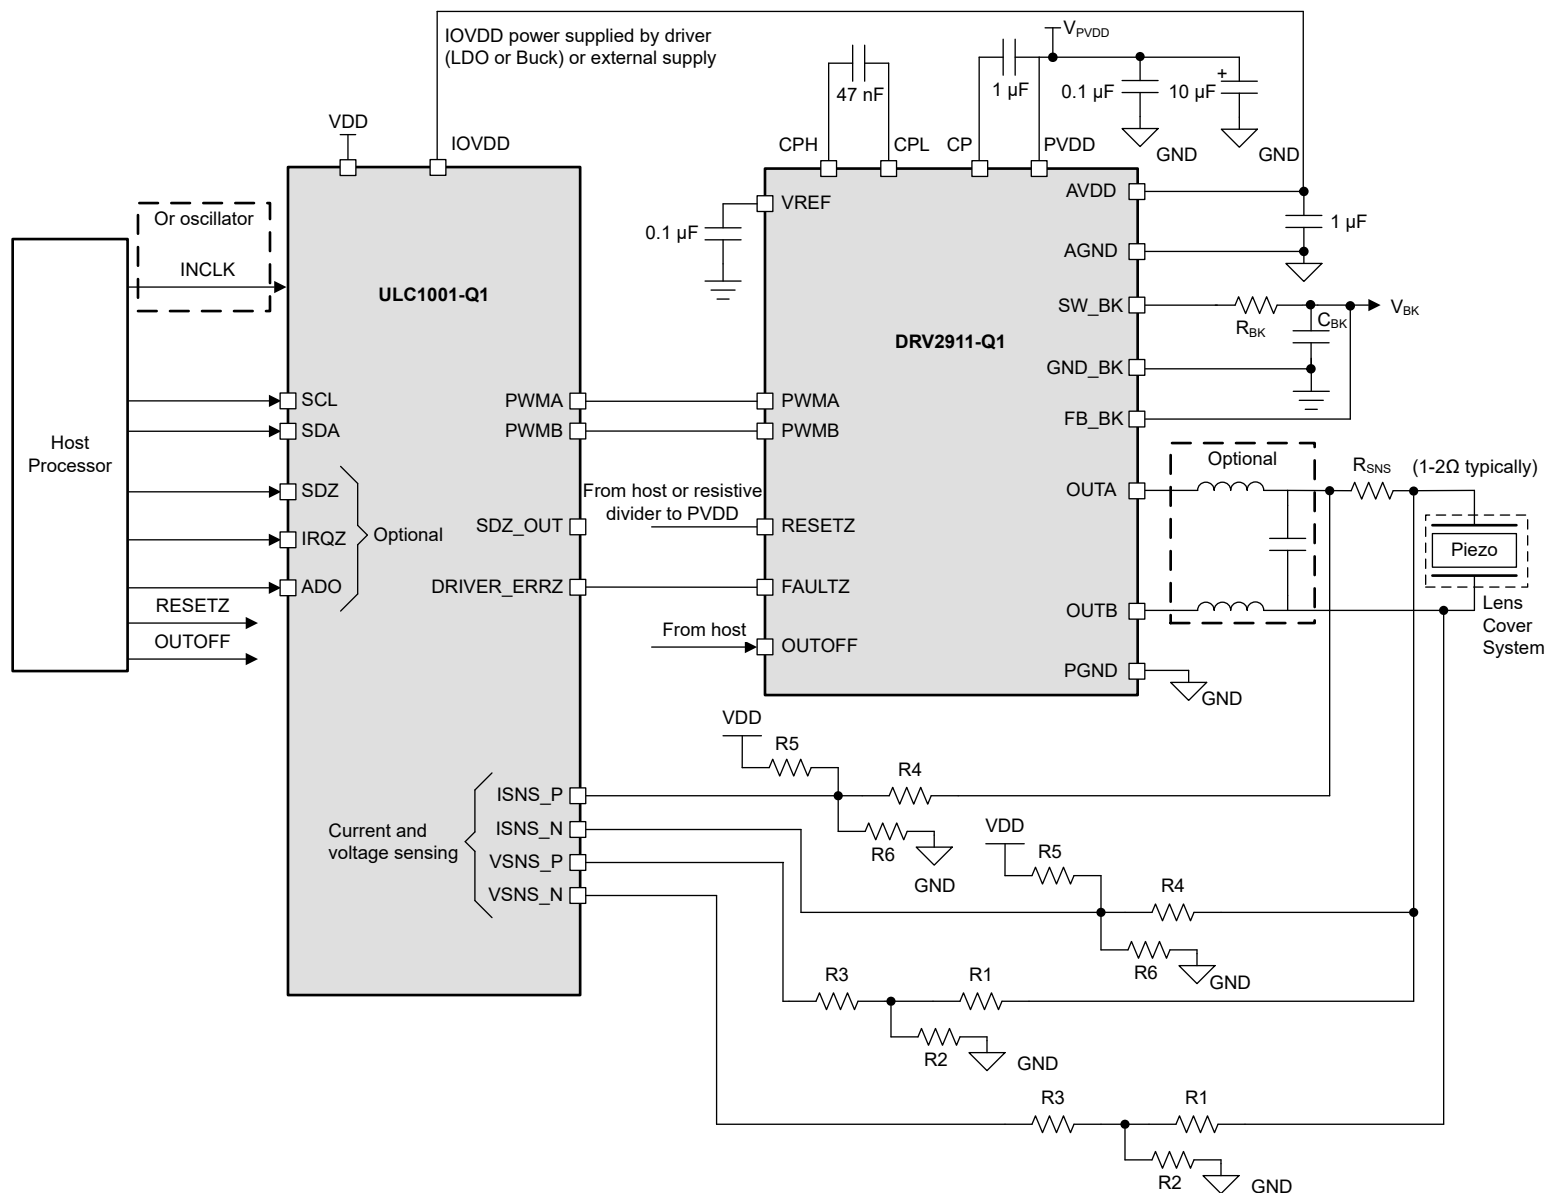 IOVDD power supplied by driver
(LDO or Buck) or external supply
VPVDD
47 nF
1 µF
0.1 µF
+
10 µF
VDD
IOVDD
CPH
CPL
CP
PVDD
GND
GND
Or oscillator
INCLK
VREF
0.1 µF
AVDD
1 µF
AGND
ULC1001-Q1
DRV2911-Q1
SW_BK
RBK
CBK
VBK
GND_BK
FB_BK
Host
Processor
SCL
SDA
SDZ
IRQZ
ADO
Optional
RESETZ
OUTOFF
PWMA
PWMB
SDZ_OUT
DRIVER_ERRZ
PWMA
PWMB
From host or resistive
divider to PVDD
RESETZ
FAULTZ
From host
OUTOFF
Optional
RSNS
(1-2Ω typically)
OUTA
OUTB
Piezo
Lens
Cover
System
PGND
GND
VDD
R5
R4
R6
GND
Current and
voltage sensing
ISNS_P
ISNS_N
VSNS_P
VSNS_N
VDD
R5
R4
R6
GND
R3
R1
R2
GND
R3
R1
R2
GND